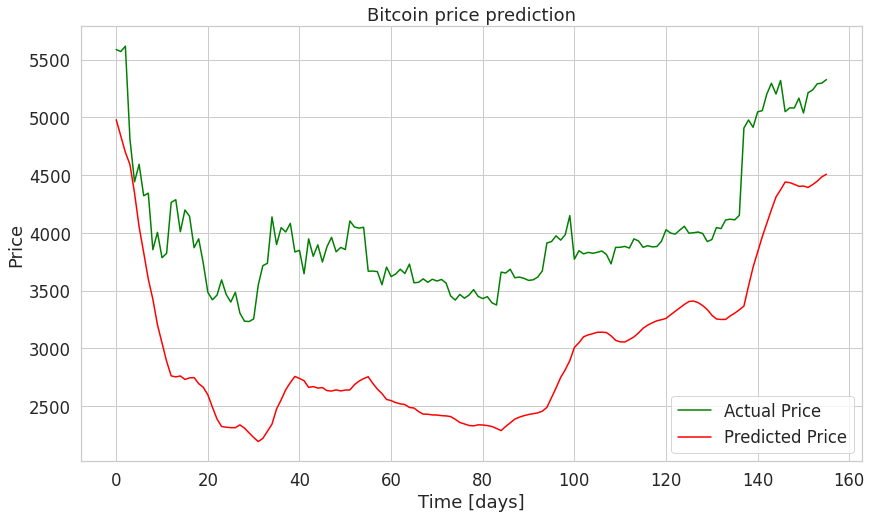 Bitcoin price prediction
Price
5500
5000
4500
4000
3500
3000
2500
Actual Price
Predicted Price
0 20 40 60 80 100 120 140 160
Time [days]